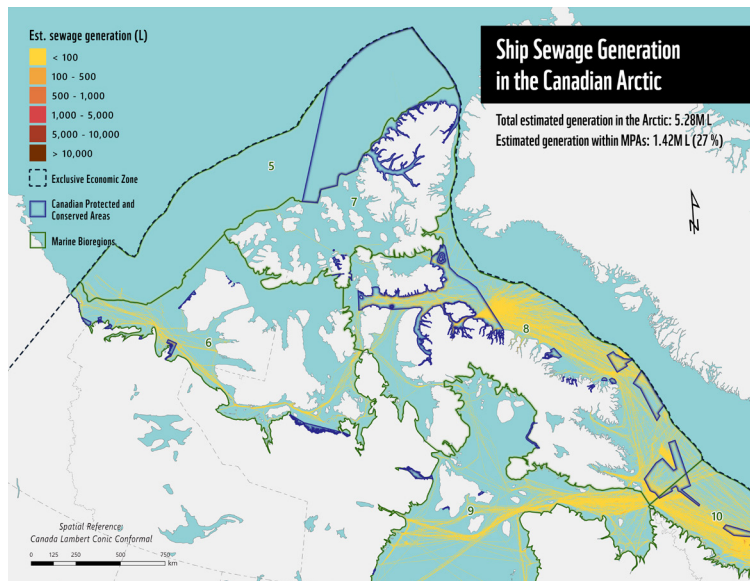 Ship Sewage Generation
in the Canadian Arctic
Total estimated generation in the Arctic: 5.28M L
Estimated generation within MPAs: 1.42M L (27 %)
Est. sewage generation (L)
< 100
100 - 500
500 - 1,000
1,000 - 5,000
5,000 - 10,000
> 10,000
Exclusive Economic Zone
Canadian Protected and
Conserved Areas
Marine Bioregions
5
7
6
8
9
10
N
Spatial Reference
Canada Lambert Conic Conformal
0 125 250 500 750
km